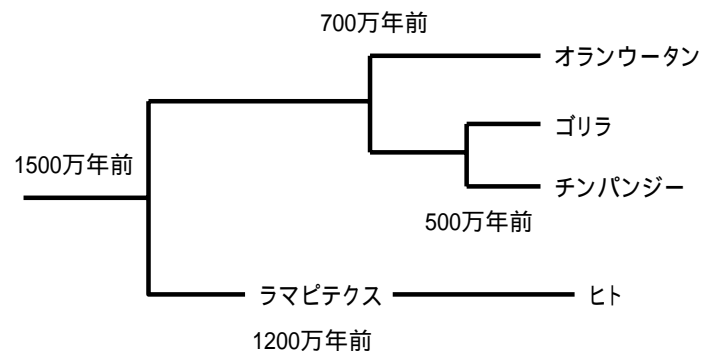 700万年前
オランウータン
ゴリラ
1500万年前
チンパンジー
500万年前
ラマピテクス
ヒト
1200万年前